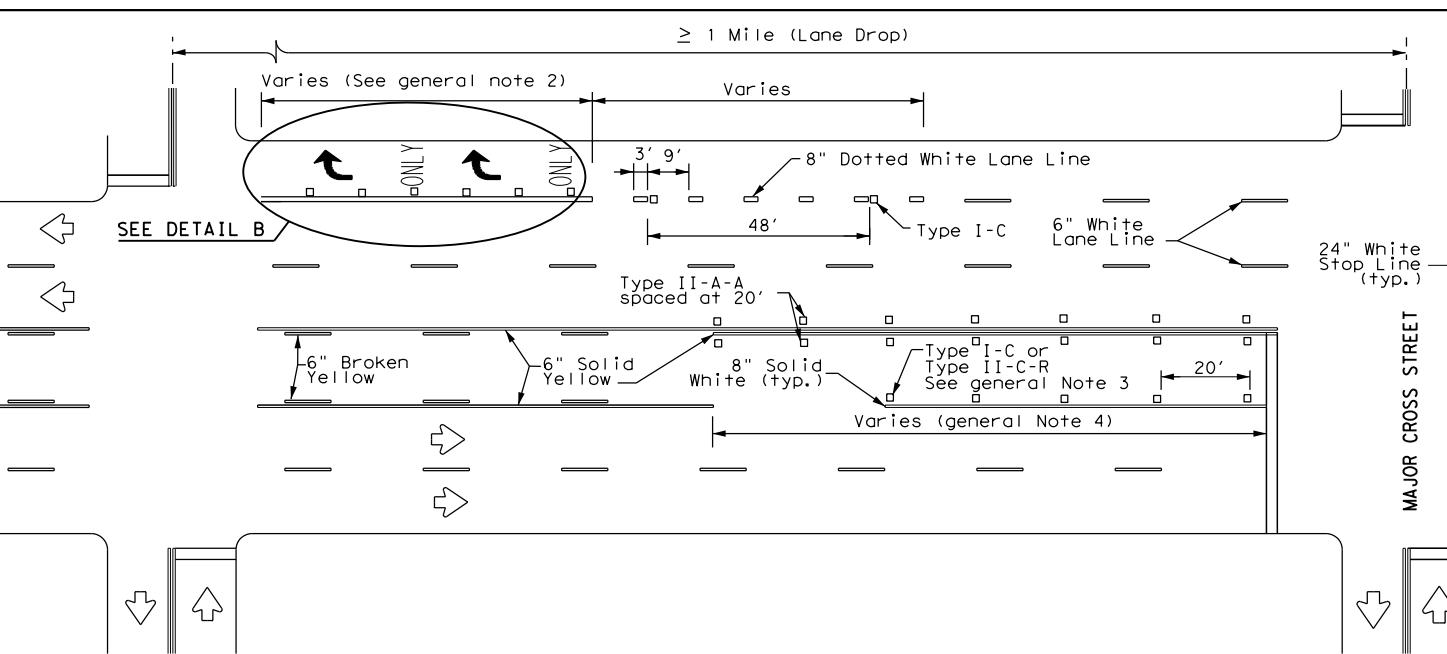 ≥ 1 Mile (Lane Drop)
Varies (See general note 2)
Varies
ONLY
ONLY
3'
9'
8" Dotted White Lane Line
SEE DETAIL B
48'
Type I-C
6" White
Lane Line
24" White
Stop Line
(typ.)
Type II-A-A
spaced at 20'
6" Broken
Yellow
6" Solid
Yellow
8" Solid
White (typ.)
Type I-C or
Type II-C-R
See general Note 3
20'
Varies (general Note 4)
MAJOR CROSS STREET